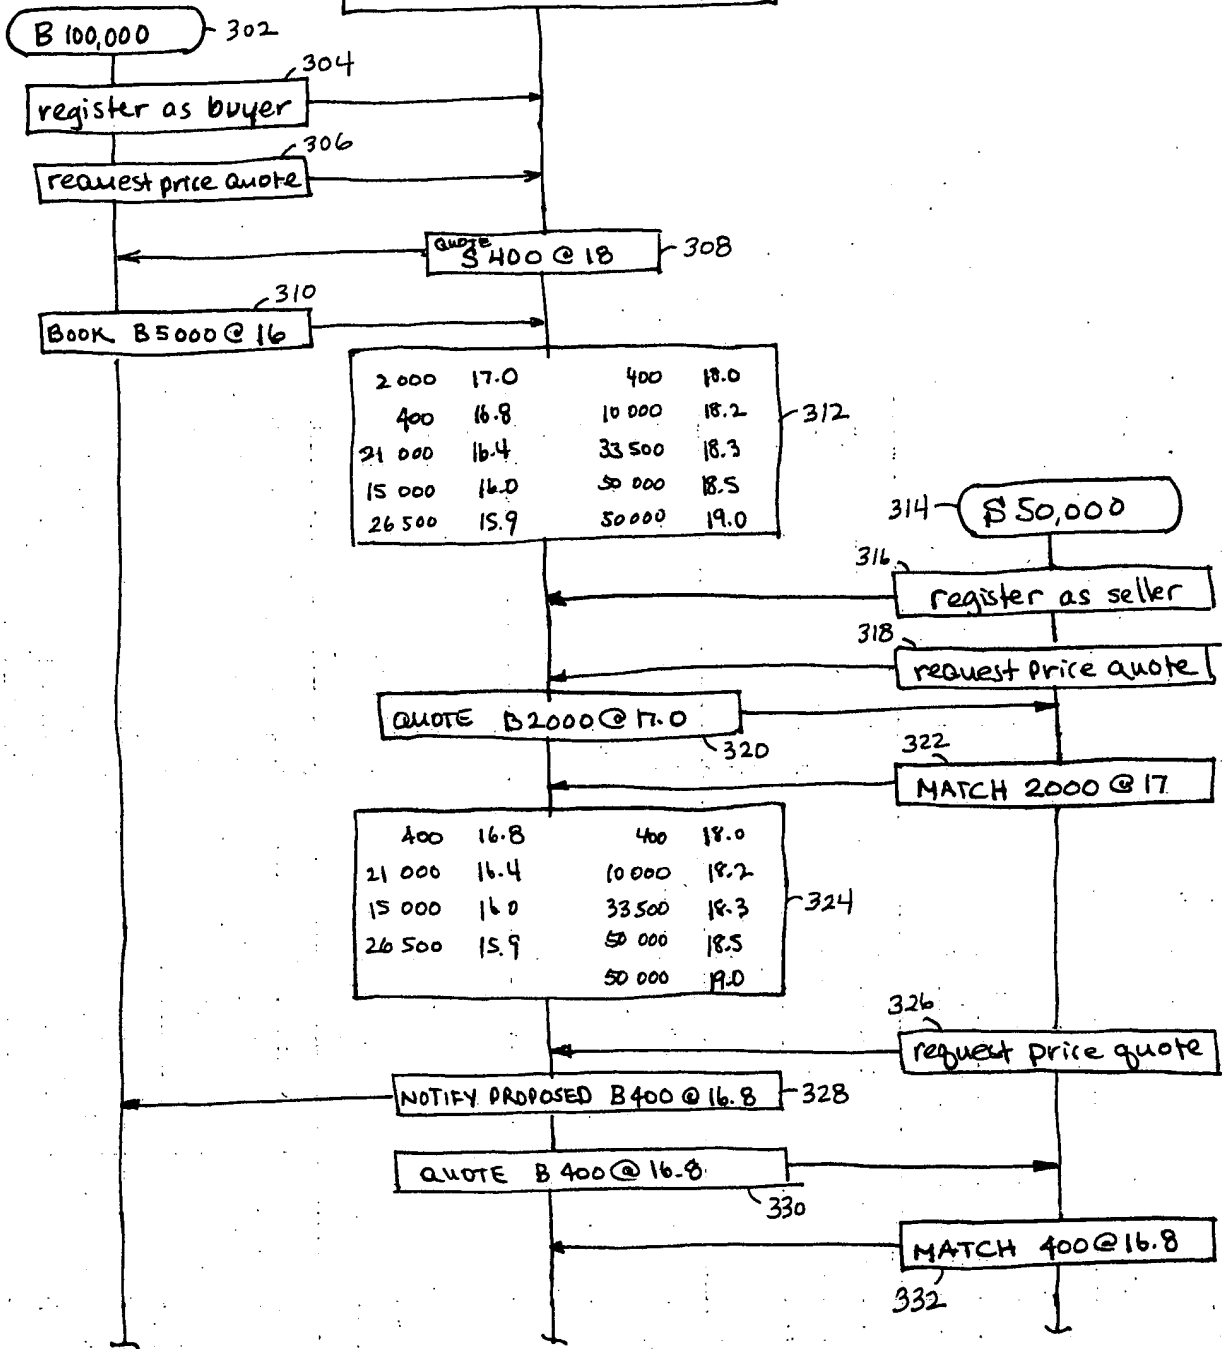 B 100,000 302
304
register as buyer
306
request price quote
QUOTE
S 400 @ 18 308
310
BOOK B 5000 @ 16
2 000 17.0 400 18.0
400 16.8 10 000 18.2
21 000 16.4 33 500 18.3
15 000 16.0 50 000 18.5
26 500 15.9 50 000 19.0
312
314 S 50,000
316
register as seller
318
request price quote
QUOTE B 2000 @ 17.0
320
322
MATCH 2000 @ 17
400 16.8 400 18.0
21 000 16.4 10 000 18.2
15 000 16.0 33 500 18.3
26 500 15.9 50 000 18.5
50 000 19.0
324
326
request price quote
NOTIFY PROPOSED B 400 @ 16.8 328
QUOTE B 400 @ 16.8
330
MATCH 400 @ 16.8
332